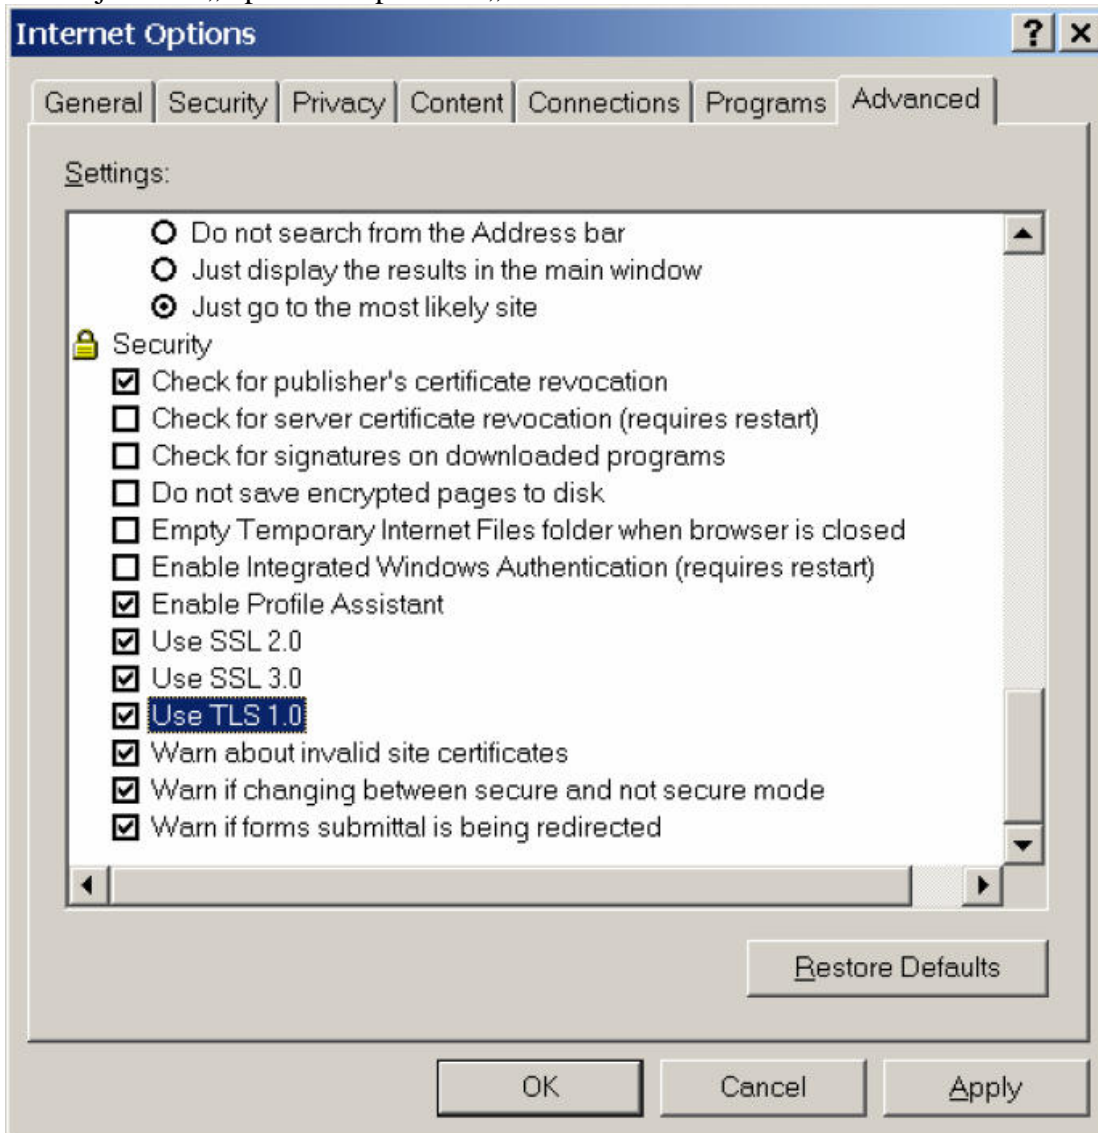 Internet Options
General Security Privacy Content Connections Programs Advanced
Settings:
Do not search from the Address bar
Just display the results in the main window
Just go to the most likely site
Security
Check for publisher's certificate revocation
Check for server certificate revocation (requires restart)
Check for signatures on downloaded programs
Do not save encrypted pages to disk
Empty Temporary Internet Files folder when browser is closed
Enable Integrated Windows Authentication (requires restart)
Enable Profile Assistant
Use SSL 2.0
Use SSL 3.0
Use TLS 1.0
Warn about invalid site certificates
Warn if changing between secure and not secure mode
Warn if forms submittal is being redirected
Restore Defaults
OK Cancel Apply